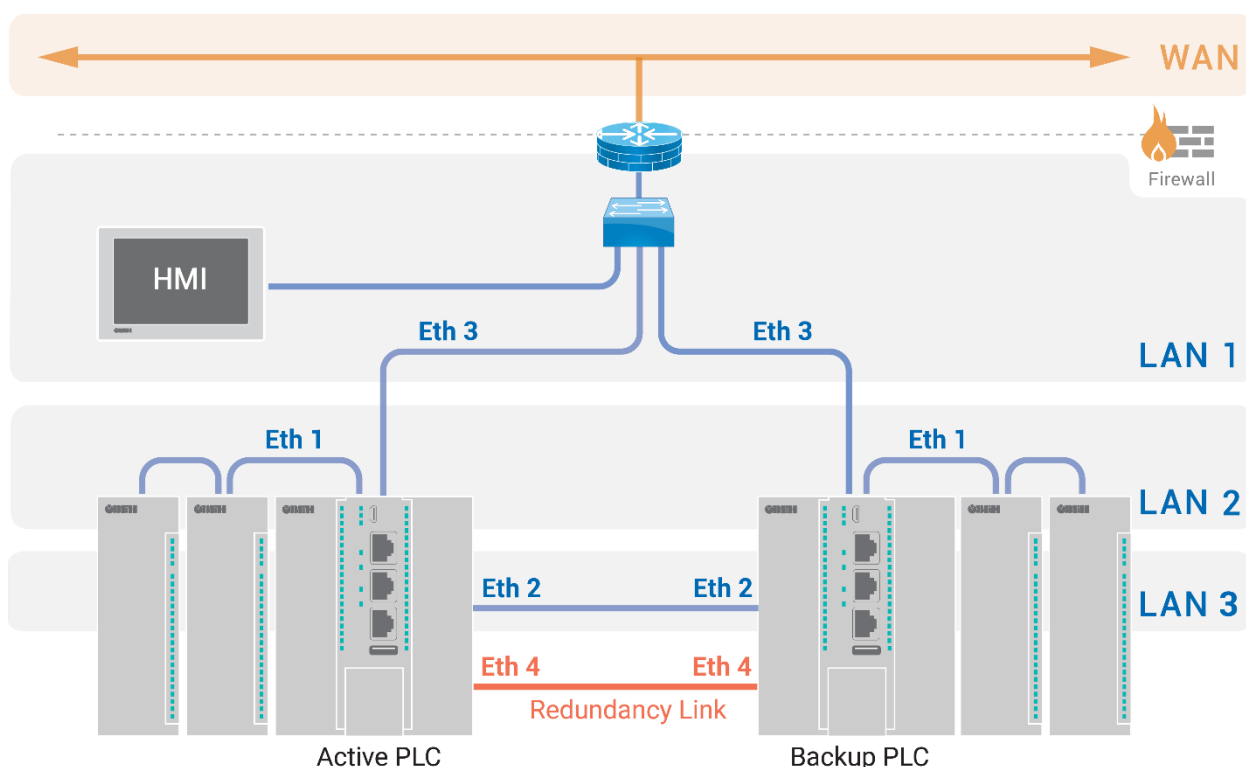 WAN
Firewall
HMI
Eth 3
Eth 3
LAN 1
Eth 1
Eth 1
LAN 2
Eth 2
Eth 2
LAN 3
Eth 4
Eth 4
Redundancy Link
Active PLC
Backup PLC